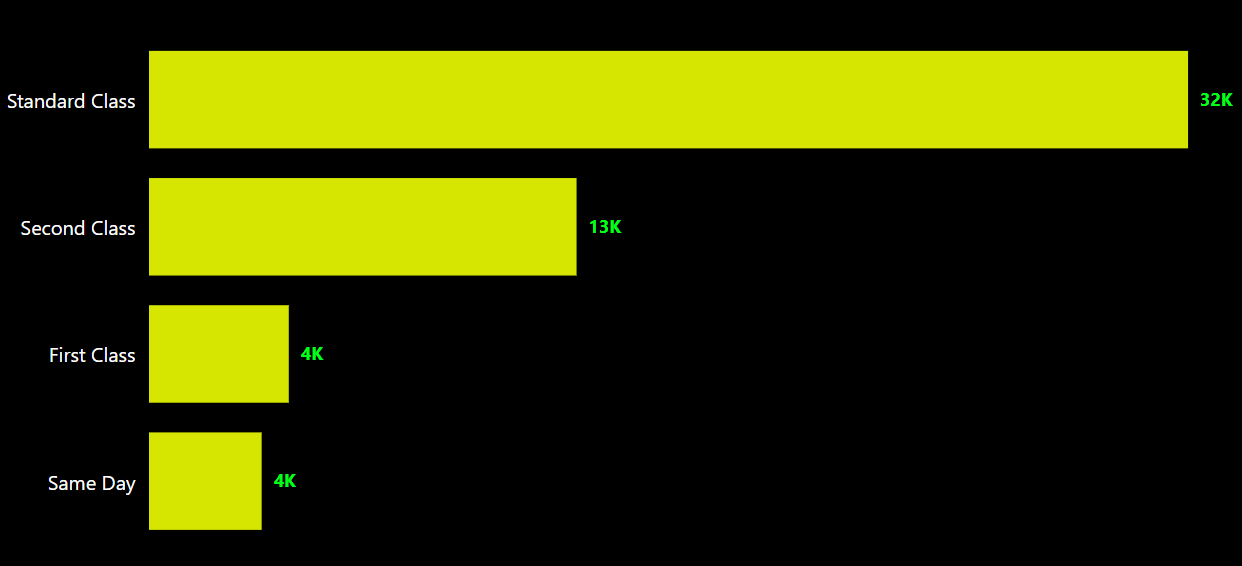 Standard Class 32K
Second Class 13K
First Class 4K
Same Day 4K